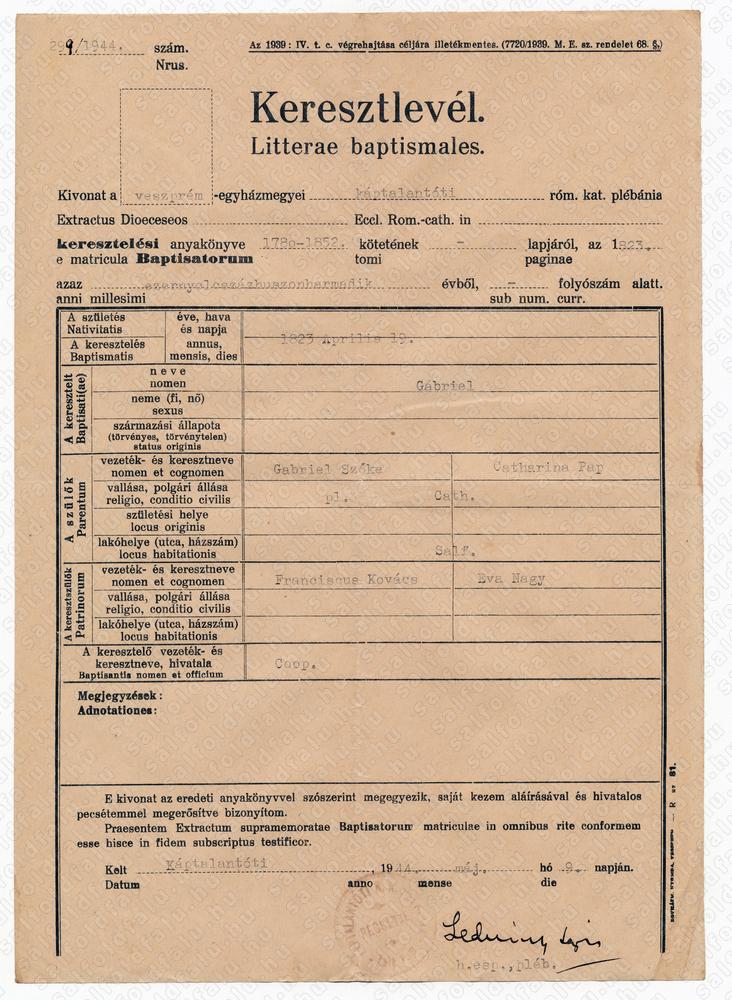 9/1944. szám. Az 1939: IV. t. c. végrehajtása céljára illetékmentes. (7720/1939. M. E. sz. rendelet 68. §.)
Nrus.
Keresztlevél.
Litterae baptismales.
Kivonat a veszprém -egyházmegyei káptalantóti róm. kat. plébánia
Extractus Dioeceseos Eccl. Rom.-cath. in
keresztelési anyakönyve 1780-1852. kötetének - lapjáról, az 1823.
e matricula Baptisatorum tomi paginae
azaz ezernyolcszázhuszonharmadik évből, - folyószám alatt.
anni millesimi sub num. curr.
A születés éve, hava
Nativitatis és napja
A keresztelés annus,
Baptismatis mensis, dies
1823 Április 19.
A keresztelt
Baptisati(ae)
neve
nomen
Gábriel
neme (fi, nő)
sexus
származási állapota
(törvényes, törvénytelen)
status originis
A szülők
Parentum
vezeték- és keresztneve
nomen et cognomen
Gabriel Szőke Catharina Pap
vallása, polgári állása
religio, conditio civilis
pl. Cath.
születési helye
locus originis
lakóhelye (utca, házszám)
locus habitationis
Salf.
A keresztszülők
Patrinorum
vezeték- és keresztneve
nomen et cognomen
Franciscus Kovács Eva Nagy
vallása, polgári állása
religio, conditio civilis
lakóhelye (utca, házszám)
locus habitationis
A keresztelő vezeték- és
keresztneve, hivatala
Baptisantis nomen et officium
Coop.
Megjegyzések:
Adnotationes:
E kivonat az eredeti anyakönyvvel szószerint megegyezik, saját kezem aláírásával és hivatalos
pecsétemmel megerősítve bizonyítom.
Praesentem Extractum supramemoratae Baptisatorum matriculae in omnibus rite conformem
esse hisce in fidem subscriptus testificor.
Kelt Káptalantóti , 1944. máj. hó 9. napján.
Datum anno mense die
h.esp.,pléb.